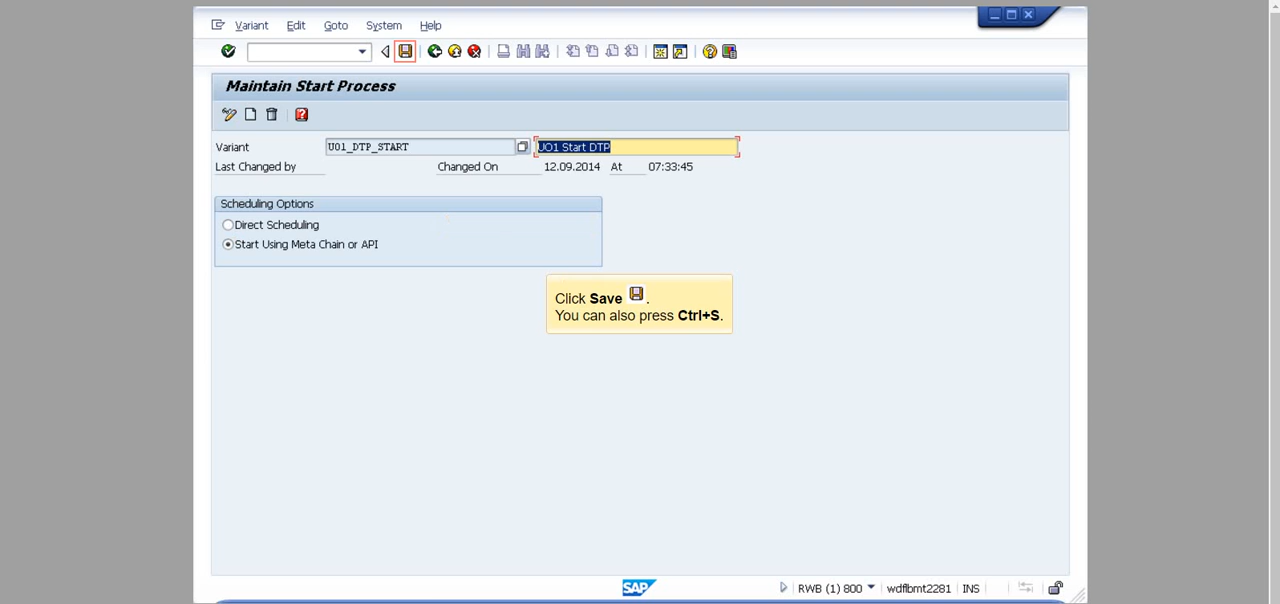 Variant Edit Goto System Help
Maintain Start Process
Variant U01_DTP_START UO1 Start DTP
Last Changed by Changed On 12.09.2014 At 07:33:45
Scheduling Options
Direct Scheduling
Start Using Meta Chain or API
Click Save .
You can also press Ctrl+S.
SAP RWB (1) 800 wdflbmt2281 INS